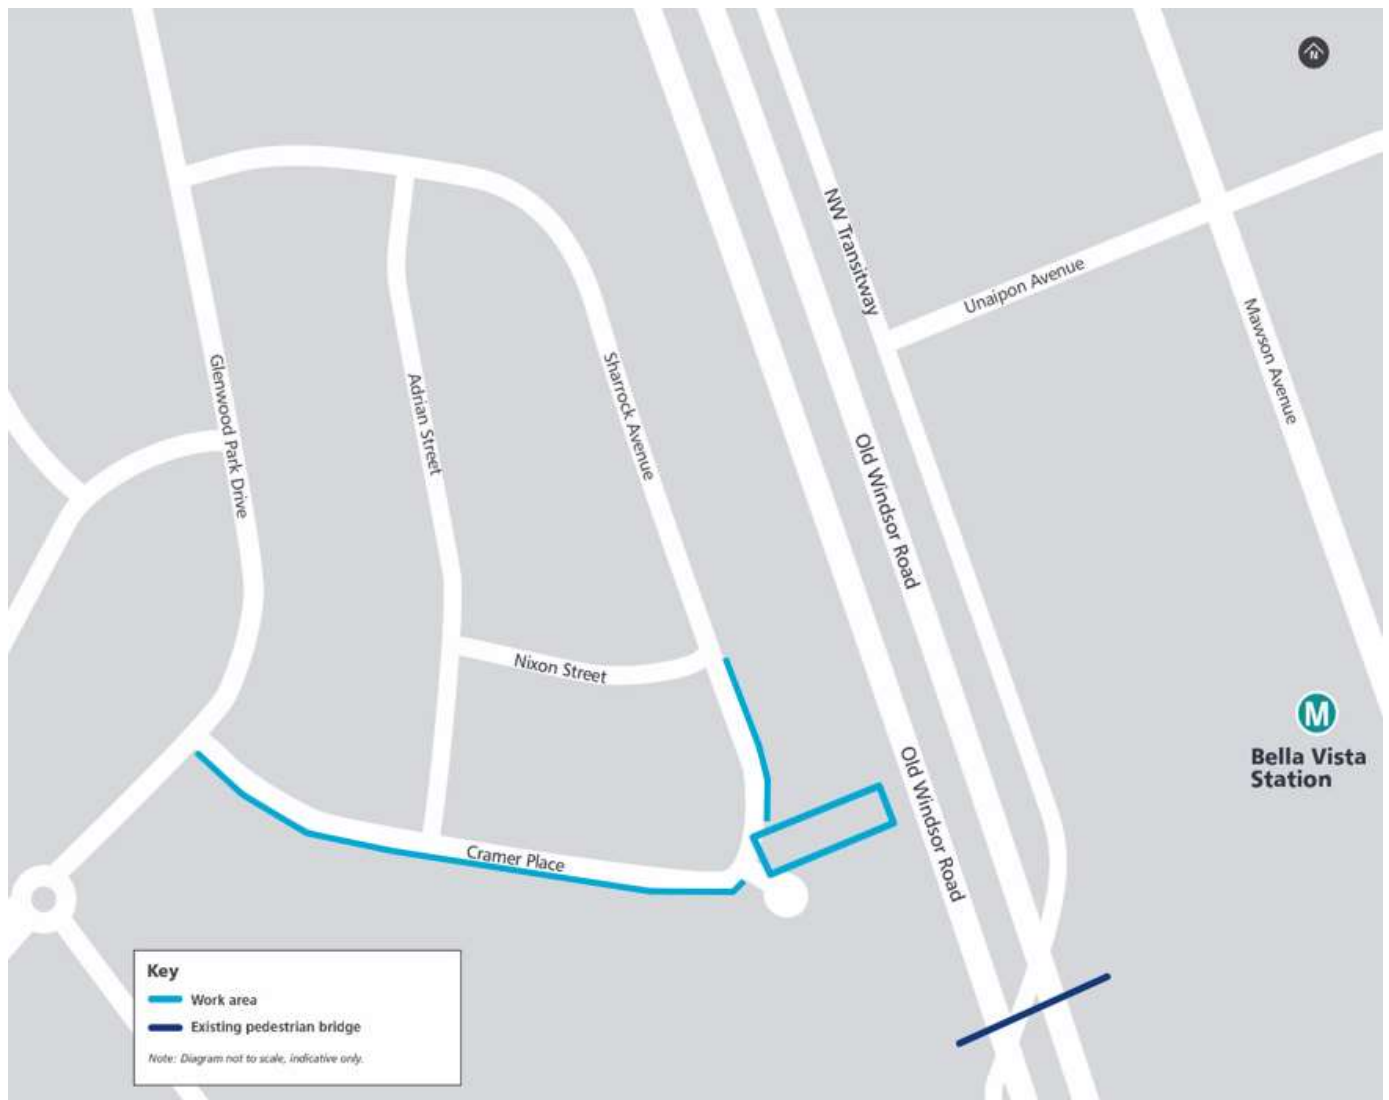 N
NW Transitway
Unaipon Avenue
Mawson Avenue
Glenwood Park Drive
Adrian Street
Sharrock Avenue
Old Windsor Road
Nixon Street
M
Bella Vista
Station
Old Windsor Road
Cramer Place
Key
Work area
Existing pedestrian bridge
Note: Diagram not to scale, indicative only.